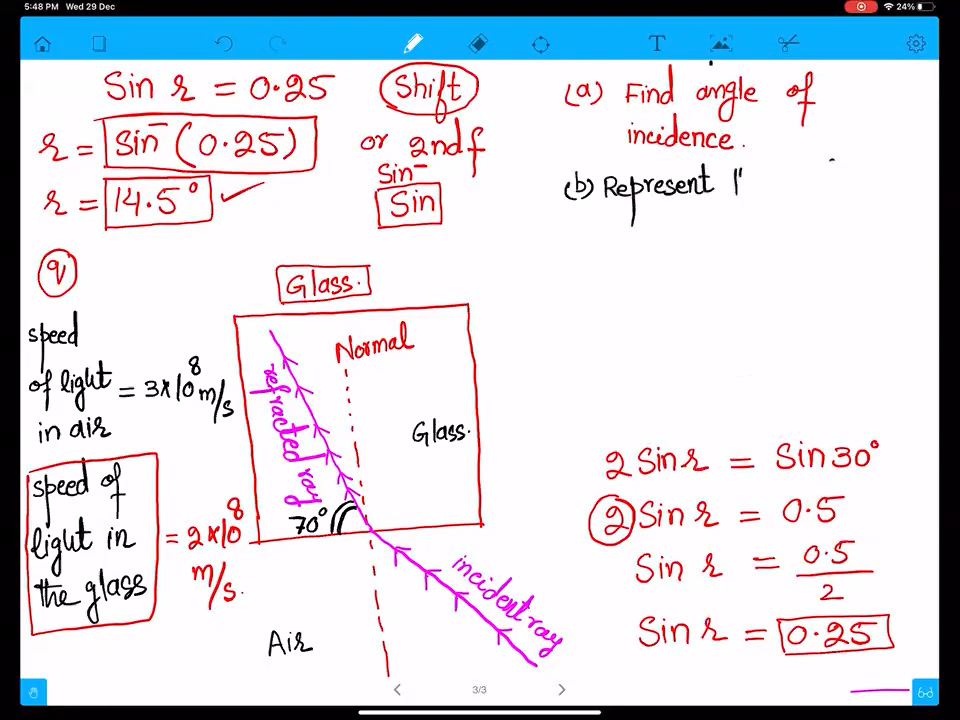 5:48 PM Wed 29 Dec
24%
T
Sin r = 0.25
r = Sin⁻ (0.25)
r = 14.5°
Shift
or 2ndf
Sin⁻
Sin
(a) Find angle of
incidence.
(b) Represent
q
Glass.
speed
of light = 3×10⁸ m/s
in air
speed of
light in = 2×10⁸
the glass m/s.
Normal
refracted ray
Glass.
70°
incident ray
Air
2 Sin r = Sin 30°
2 Sin r = 0.5
Sin r = 0.5/2
Sin r = 0.25
3/3